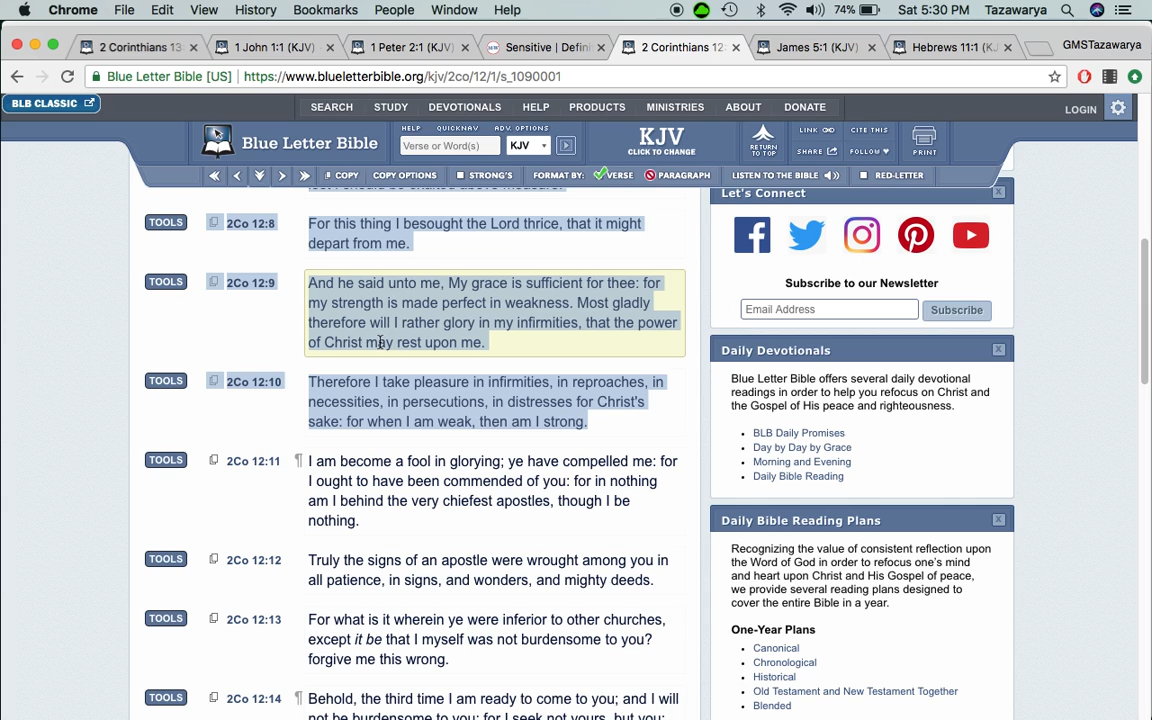 Chrome File Edit View History Bookmarks People Window Help 74% Sat 5:30 PM Tazawarya
2 Corinthians 13 1 John 1:1 (KJV) 1 Peter 2:1 (KJV) Sensitive | Defini 2 Corinthians 12 James 5:1 (KJV) Hebrews 11:1 (KJ GMSTazawarya
Blue Letter Bible [US] https://www.blueletterbible.org/kjv/2co/12/1/s_1090001
BLB CLASSIC
SEARCH STUDY DEVOTIONALS HELP PRODUCTS MINISTRIES ABOUT DONATE LOGIN
HELP QUICKNAV ADV. OPTIONS
Blue Letter Bible
Verse or Word(s) KJV
KJV
CLICK TO CHANGE
RETURN
TO TOP
LINK CITE THIS
SHARE FOLLOW
PRINT
COPY COPY OPTIONS STRONG'S FORMAT BY: VERSE PARAGRAPH LISTEN TO THE BIBLE RED-LETTER
lest I should be exalted above measure.
TOOLS 2Co 12:8 For this thing I besought the Lord thrice, that it might
depart from me.
TOOLS 2Co 12:9 And he said unto me, My grace is sufficient for thee: for
my strength is made perfect in weakness. Most gladly
therefore will I rather glory in my infirmities, that the power
of Christ may rest upon me.
TOOLS 2Co 12:10 Therefore I take pleasure in infirmities, in reproaches, in
necessities, in persecutions, in distresses for Christ's
sake: for when I am weak, then am I strong.
TOOLS 2Co 12:11 ¶ I am become a fool in glorying; ye have compelled me: for
I ought to have been commended of you: for in nothing
am I behind the very chiefest apostles, though I be
nothing.
TOOLS 2Co 12:12 Truly the signs of an apostle were wrought among you in
all patience, in signs, and wonders, and mighty deeds.
TOOLS 2Co 12:13 For what is it wherein ye were inferior to other churches,
except it be that I myself was not burdensome to you?
forgive me this wrong.
TOOLS 2Co 12:14 ¶ Behold, the third time I am ready to come to you; and I will
not be burdensome to you: for I seek not yours, but you:
Let's Connect
Subscribe to our Newsletter
Email Address Subscribe
Daily Devotionals
Blue Letter Bible offers several daily devotional
readings in order to help you refocus on Christ and
the Gospel of His peace and righteousness.
BLB Daily Promises
Day by Day by Grace
Morning and Evening
Daily Bible Reading
Daily Bible Reading Plans
Recognizing the value of consistent reflection upon
the Word of God in order to refocus one's mind
and heart upon Christ and His Gospel of peace,
we provide several reading plans designed to
cover the entire Bible in a year.
One-Year Plans
Canonical
Chronological
Historical
Old Testament and New Testament Together
Blended